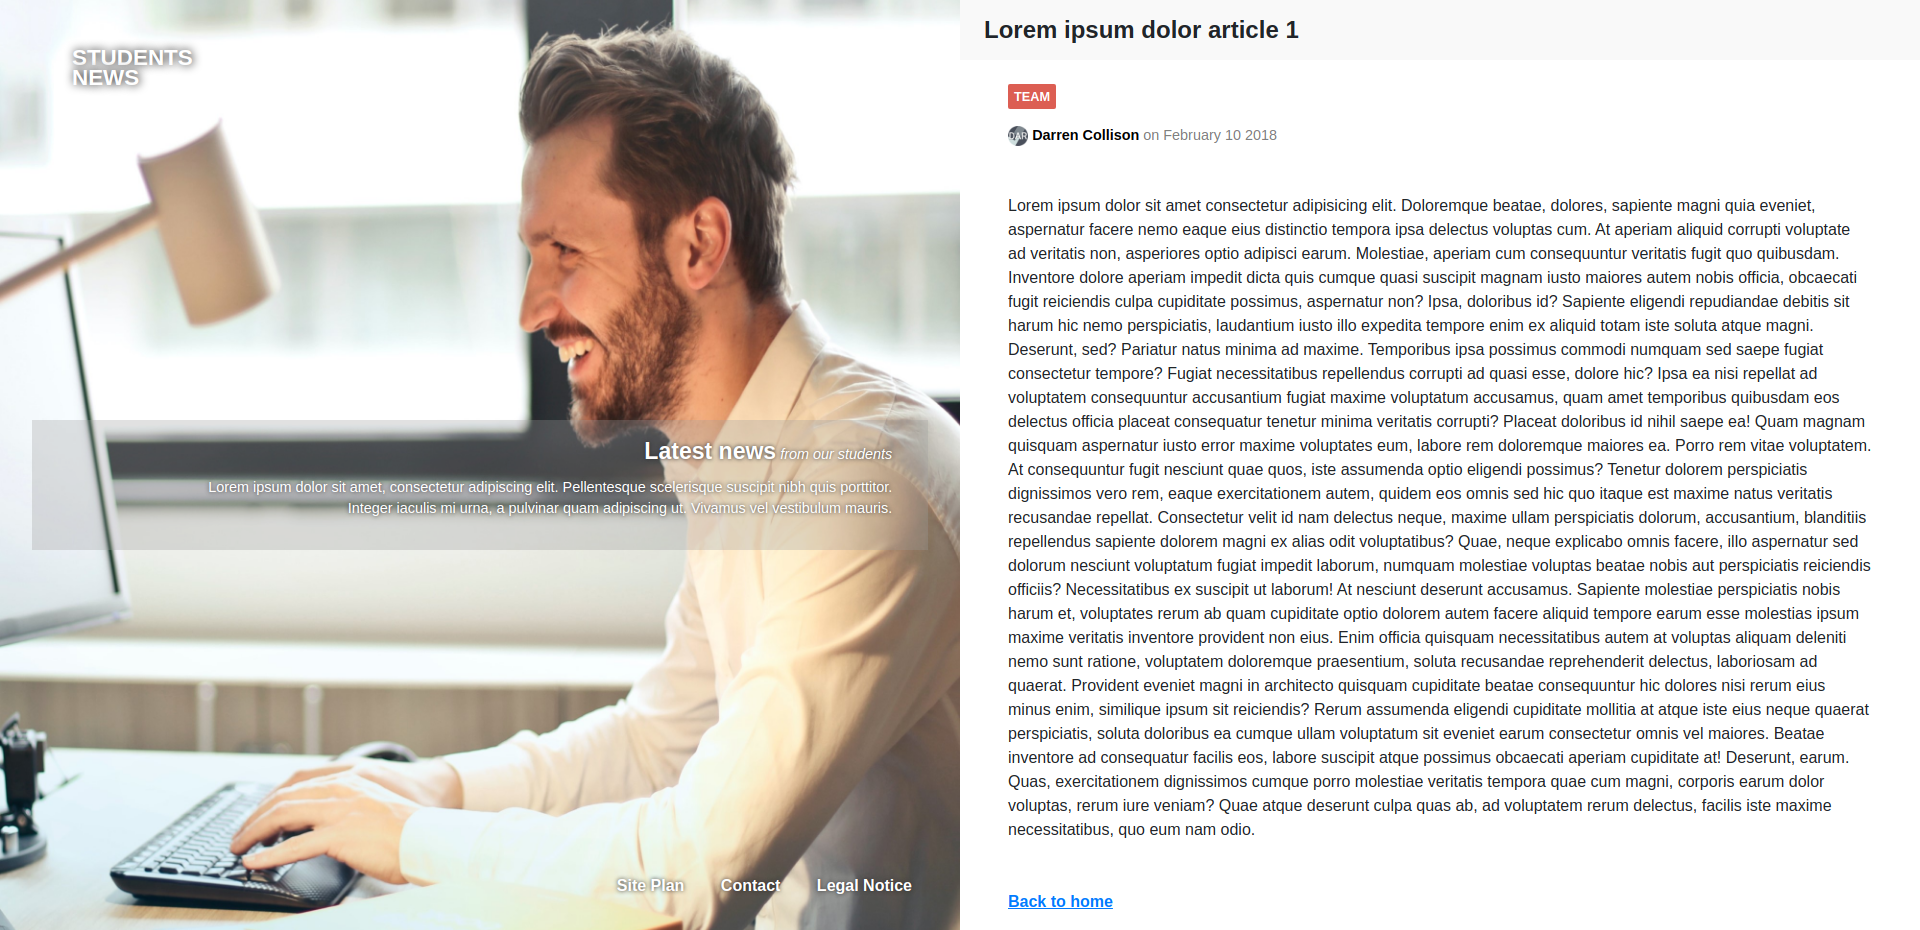 STUDENTS
NEWS
Latest news from our students
Lorem ipsum dolor sit amet, consectetur adipiscing elit. Pellentesque scelerisque suscipit nibh quis porttitor.
Integer iaculis mi urna, a pulvinar quam adipiscing ut. Vivamus vel vestibulum mauris.
Site Plan Contact Legal Notice
Lorem ipsum dolor article 1
TEAM
DAR
Darren Collison on February 10 2018
Lorem ipsum dolor sit amet consectetur adipisicing elit. Doloremque beatae, dolores, sapiente magni quia eveniet,
aspernatur facere nemo eaque eius distinctio tempora ipsa delectus voluptas cum. At aperiam aliquid corrupti voluptate
ad veritatis non, asperiores optio adipisci earum. Molestiae, aperiam cum consequuntur veritatis fugit quo quibusdam.
Inventore dolore aperiam impedit dicta quis cumque quasi suscipit magnam iusto maiores autem nobis officia, obcaecati
fugit reiciendis culpa cupiditate possimus, aspernatur non? Ipsa, doloribus id? Sapiente eligendi repudiandae debitis sit
harum hic nemo perspiciatis, laudantium iusto illo expedita tempore enim ex aliquid totam iste soluta atque magni.
Deserunt, sed? Pariatur natus minima ad maxime. Temporibus ipsa possimus commodi numquam sed saepe fugiat
consectetur tempore? Fugiat necessitatibus repellendus corrupti ad quasi esse, dolore hic? Ipsa ea nisi repellat ad
voluptatem consequuntur accusantium fugiat maxime voluptatum accusamus, quam amet temporibus quibusdam eos
delectus officia placeat consequatur tenetur minima veritatis corrupti? Placeat doloribus id nihil saepe ea! Quam magnam
quisquam aspernatur iusto error maxime voluptates eum, labore rem doloremque maiores ea. Porro rem vitae voluptatem.
At consequuntur fugit nesciunt quae quos, iste assumenda optio eligendi possimus? Tenetur dolorem perspiciatis
dignissimos vero rem, eaque exercitationem autem, quidem eos omnis sed hic quo itaque est maxime natus veritatis
recusandae repellat. Consectetur velit id nam delectus neque, maxime ullam perspiciatis dolorum, accusantium, blanditiis
repellendus sapiente dolorem magni ex alias odit voluptatibus? Quae, neque explicabo omnis facere, illo aspernatur sed
dolorum nesciunt voluptatum fugiat impedit laborum, numquam molestiae voluptas beatae nobis aut perspiciatis reiciendis
officiis? Necessitatibus ex suscipit ut laborum! At nesciunt deserunt accusamus. Sapiente molestiae perspiciatis nobis
harum et, voluptates rerum ab quam cupiditate optio dolorem autem facere aliquid tempore earum esse molestias ipsum
maxime veritatis inventore provident non eius. Enim officia quisquam necessitatibus autem at voluptas aliquam deleniti
nemo sunt ratione, voluptatem doloremque praesentium, soluta recusandae reprehenderit delectus, laboriosam ad
quaerat. Provident eveniet magni in architecto quisquam cupiditate beatae consequuntur hic dolores nisi rerum eius
minus enim, similique ipsum sit reiciendis? Rerum assumenda eligendi cupiditate mollitia at atque iste eius neque quaerat
perspiciatis, soluta doloribus ea cumque ullam voluptatum sit eveniet earum consectetur omnis vel maiores. Beatae
inventore ad consequatur facilis eos, labore suscipit atque possimus obcaecati aperiam cupiditate at! Deserunt, earum.
Quas, exercitationem dignissimos cumque porro molestiae veritatis tempora quae cum magni, corporis earum dolor
voluptas, rerum iure veniam? Quae atque deserunt culpa quas ab, ad voluptatem rerum delectus, facilis iste maxime
necessitatibus, quo eum nam odio.
Back to home